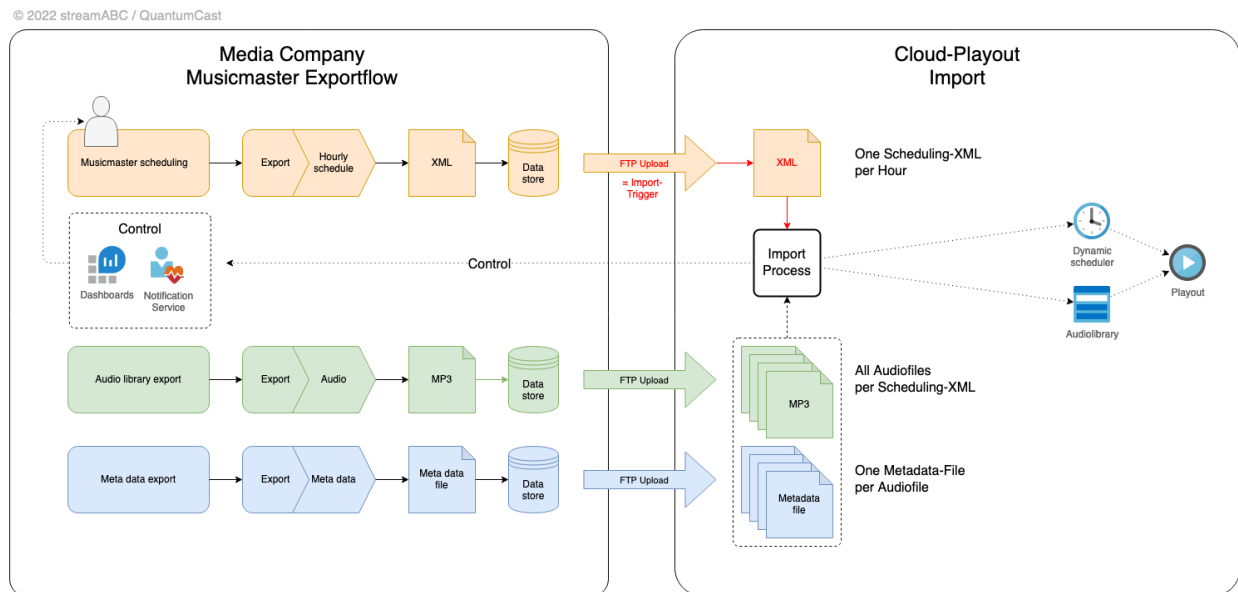 © 2022 streamABC / QuantumCast
Media Company
Musicmaster Exportflow
Cloud-Playout
Import
Musicmaster scheduling
Export
Hourly
schedule
XML
Data
store
FTP Upload
= Import-
Trigger
XML
One Scheduling-XML
per Hour
Control
Dashboards
Notification
Service
Control
Import
Process
Dynamic
scheduler
Audiolibrary
Playout
Audio library export
Export
Audio
MP3
Data
store
FTP Upload
MP3
All Audiofiles
per Scheduling-XML
Meta data export
Export
Meta data
Meta data
file
Data
store
FTP Upload
Metadata
file
One Metadata-File
per Audiofile